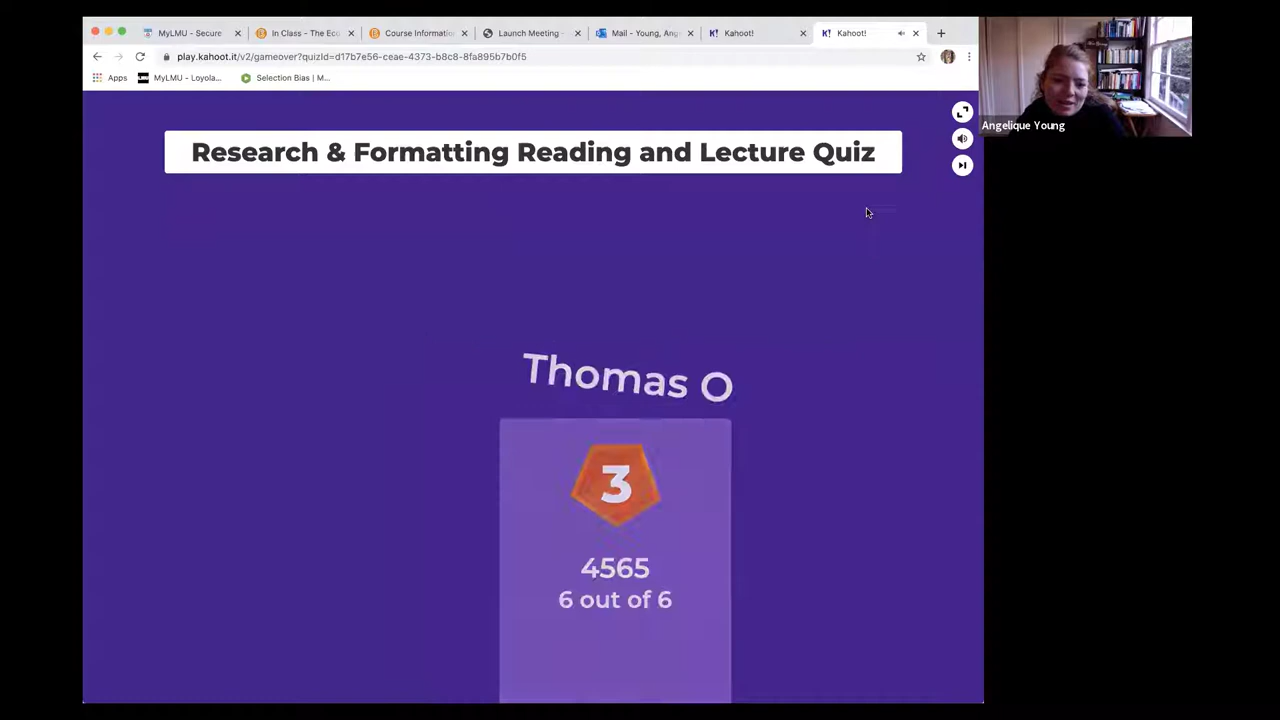 MyLMU - Secure
In Class - The Eco
Course Informatio
Launch Meeting -
Mail - Young, Ang
Kahoot!
Kahoot!
play.kahoot.it/v2/gameover?quizId=d17b7e56-ceae-4373-b8c8-8fa895b7b0f5
Apps
LMU
MyLMU - Loyola...
Selection Bias | M...
Angelique Young
Research & Formatting Reading and Lecture Quiz
Thomas O
3
4565
6 out of 6